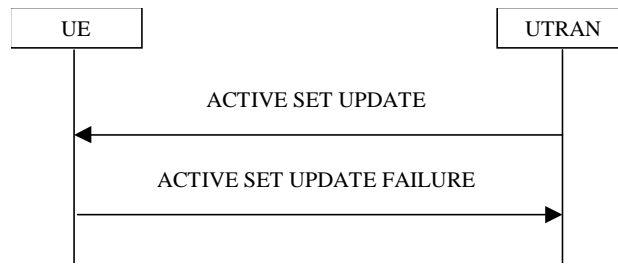 UE
UTRAN
ACTIVE SET UPDATE
ACTIVE SET UPDATE FAILURE